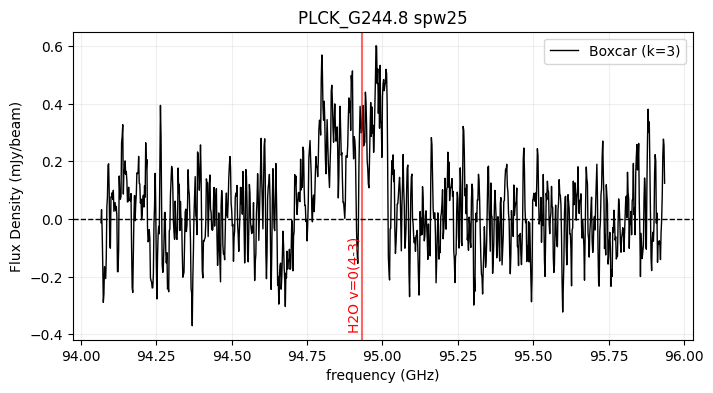 PLCK_G244.8 spw25
Boxcar (k=3)
Flux Density (mJy/beam)
0.6
0.4
0.2
0.0
−0.2
−0.4
H2O v=0(4-3)
94.00 94.25 94.50 94.75 95.00 95.25 95.50 95.75 96.00
frequency (GHz)